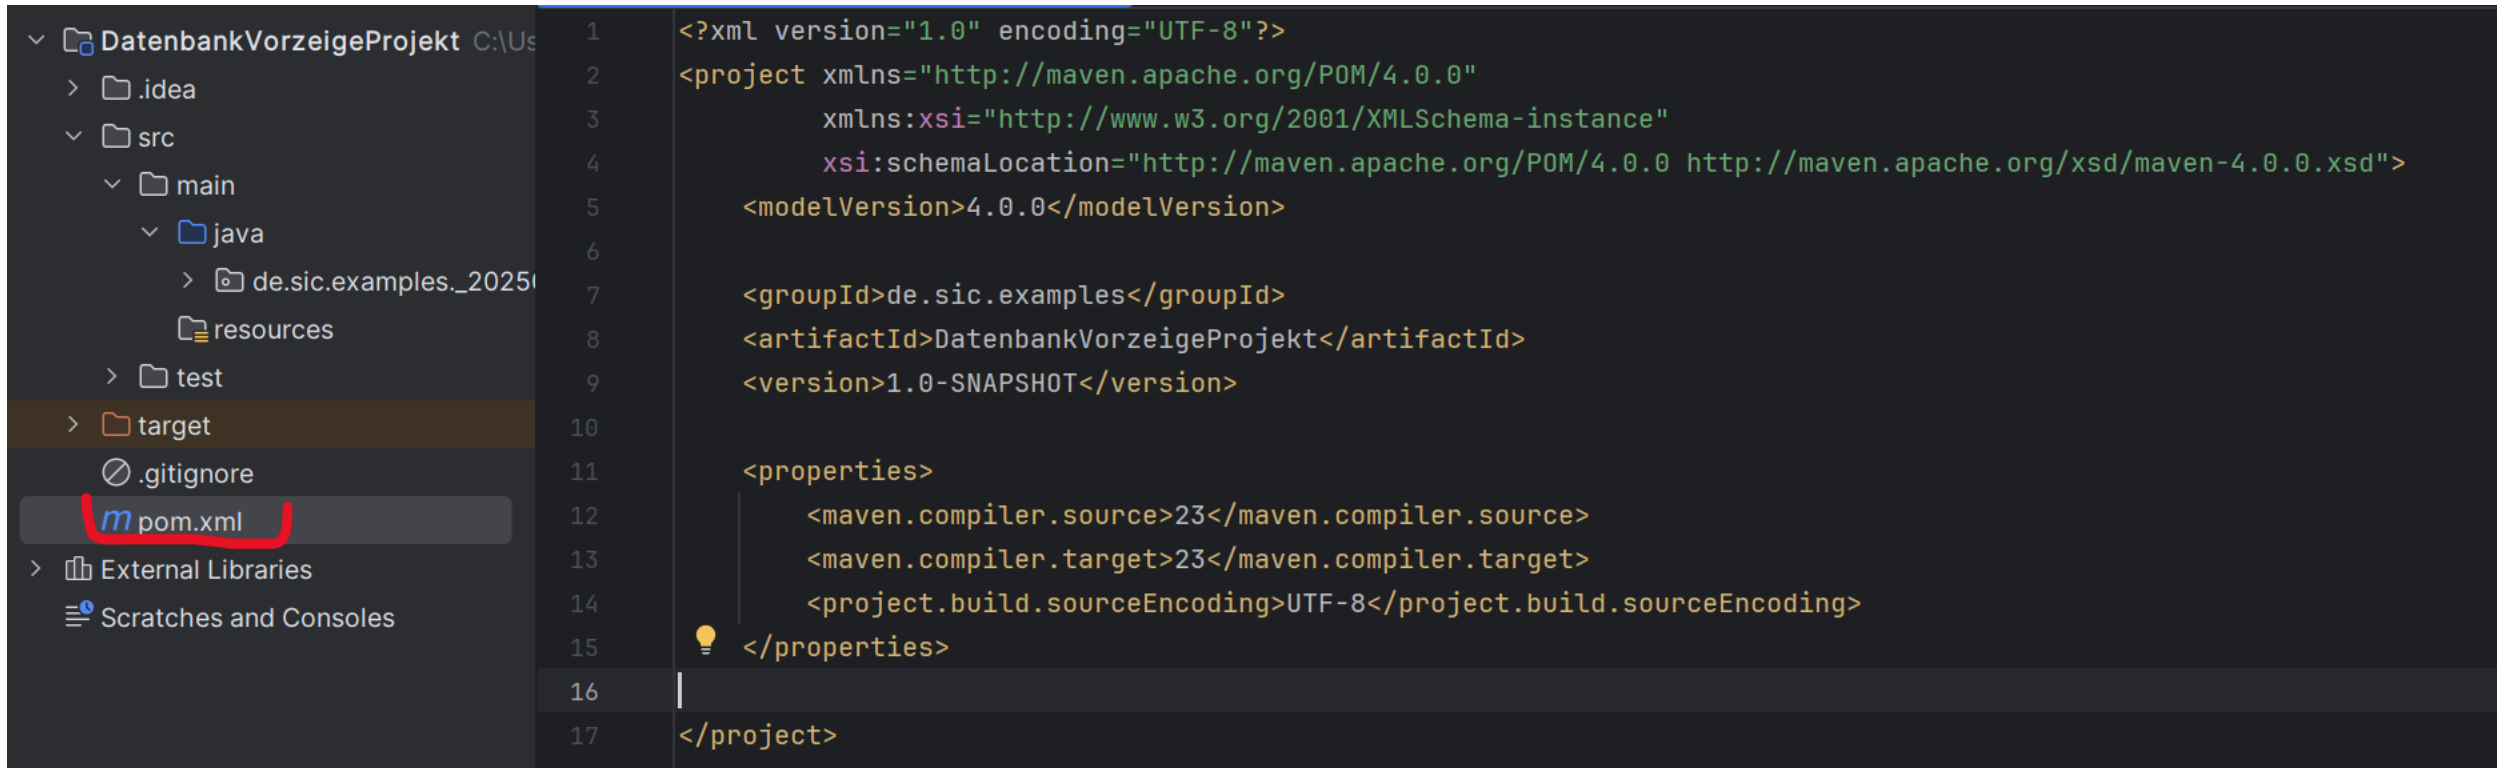 DatenbankVorzeigeProjekt C:\Us
.idea
src
main
java
de.sic.examples._2025
resources
test
target
.gitignore
pom.xml
External Libraries
Scratches and Consoles
1 <?xml version="1.0" encoding="UTF-8"?>
2 <project xmlns="http://maven.apache.org/POM/4.0.0"
3 xmlns:xsi="http://www.w3.org/2001/XMLSchema-instance"
4 xsi:schemaLocation="http://maven.apache.org/POM/4.0.0 http://maven.apache.org/xsd/maven-4.0.0.xsd">
5 <modelVersion>4.0.0</modelVersion>
6
7 <groupId>de.sic.examples</groupId>
8 <artifactId>DatenbankVorzeigeProjekt</artifactId>
9 <version>1.0-SNAPSHOT</version>
10
11 <properties>
12 <maven.compiler.source>23</maven.compiler.source>
13 <maven.compiler.target>23</maven.compiler.target>
14 <project.build.sourceEncoding>UTF-8</project.build.sourceEncoding>
15 </properties>
16
17 </project>